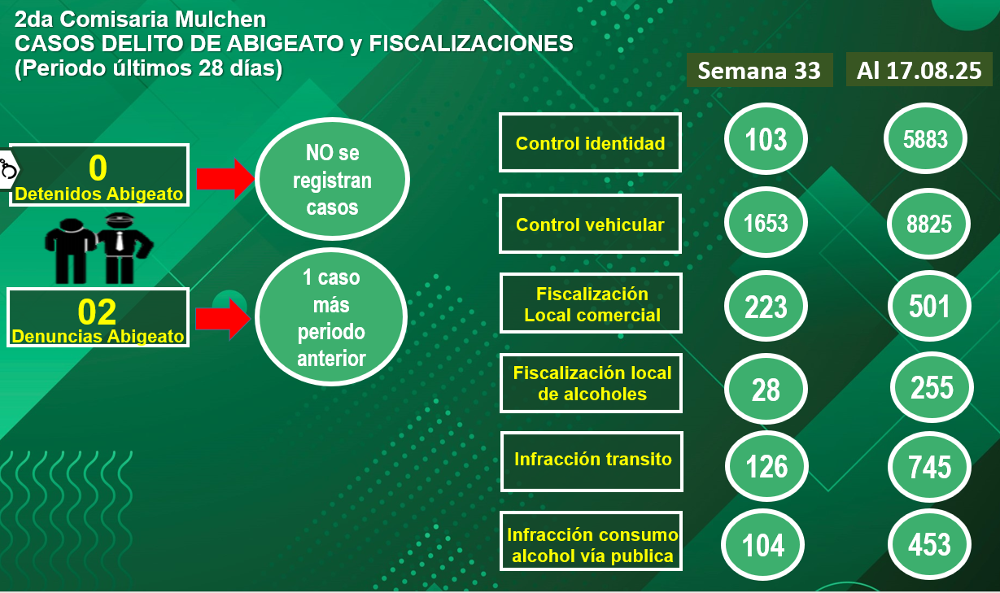 2da Comisaria Mulchen
CASOS DELITO DE ABIGEATO y FISCALIZACIONES
(Periodo últimos 28 días)
Semana 33
Al 17.08.25
0
Detenidos Abigeato
NO se
registran
casos
02
Denuncias Abigeato
1 caso
más
periodo
anterior
Control identidad
103
5883
Control vehicular
1653
8825
Fiscalización
Local comercial
223
501
Fiscalización local
de alcoholes
28
255
Infracción transito
126
745
Infracción consumo
alcohol vía publica
104
453